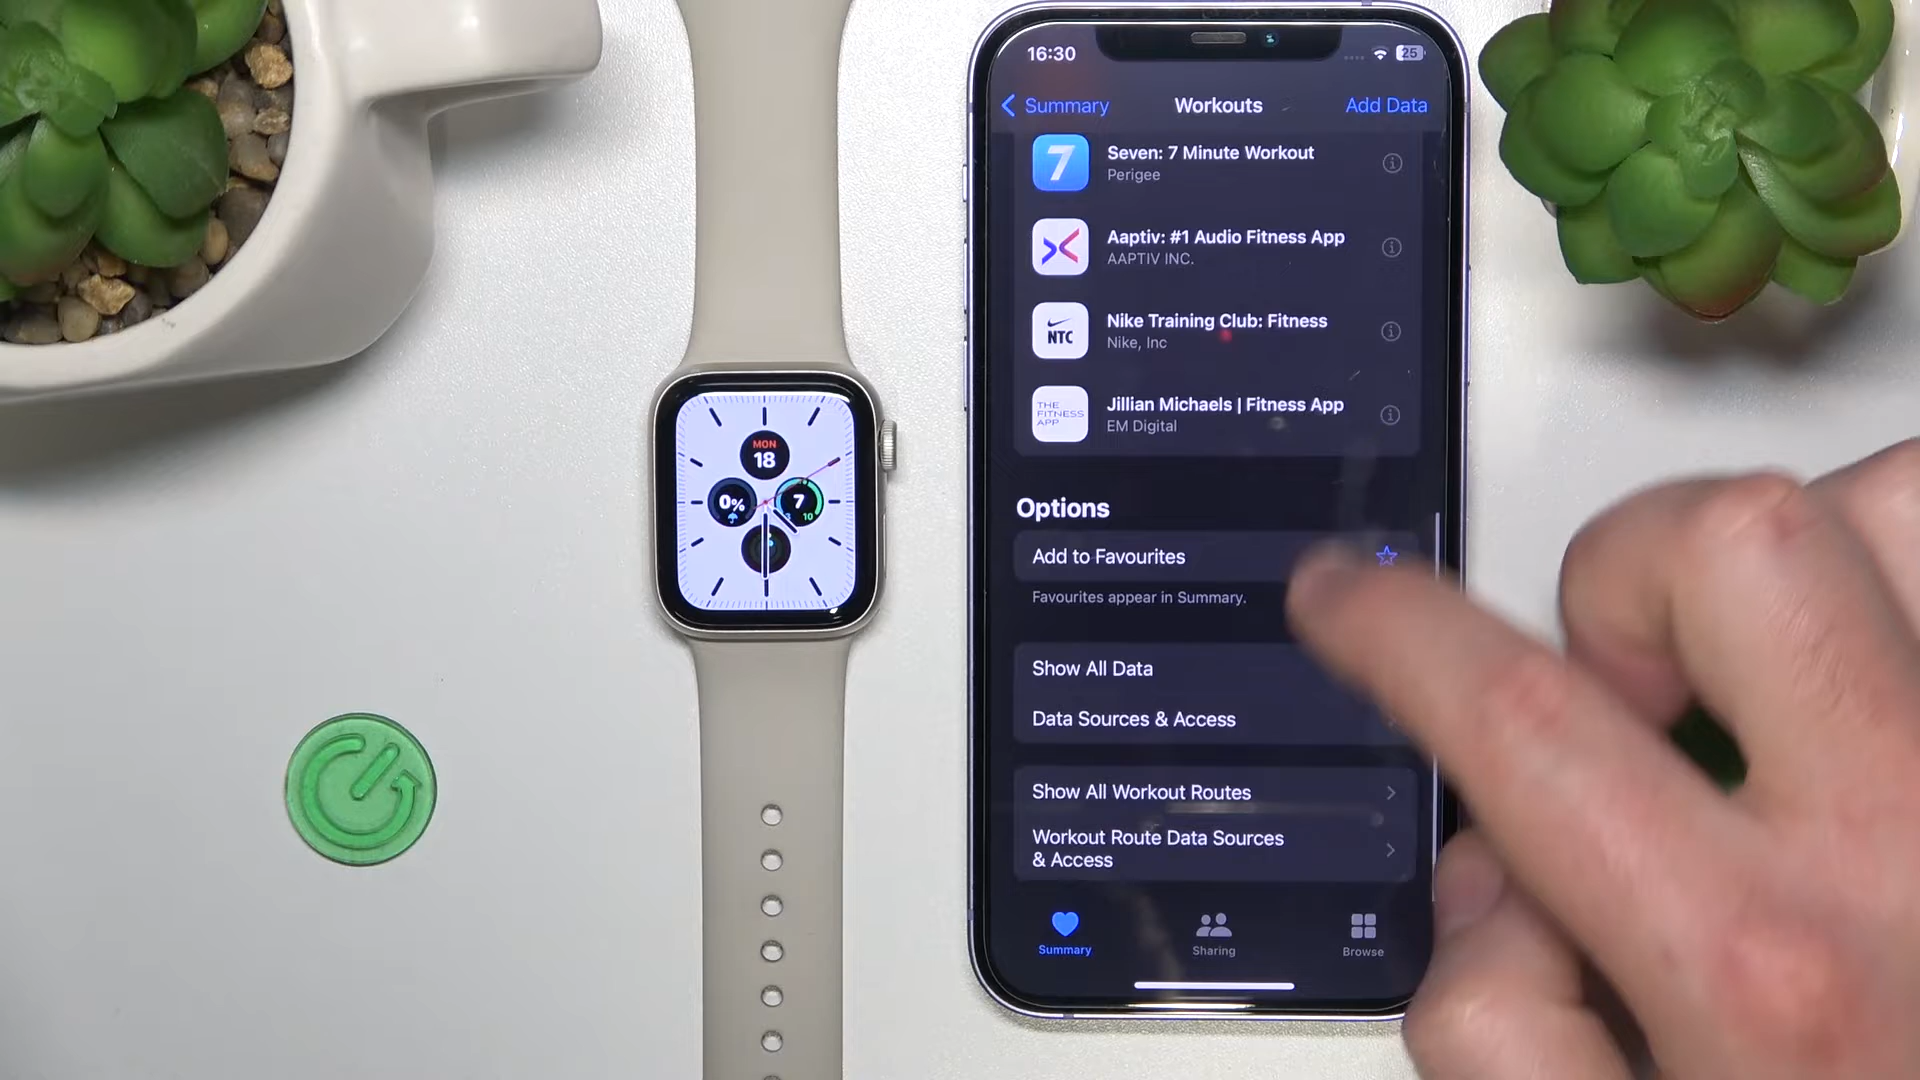 16:30
25
Summary
Workouts
Add Data
7
Seven: 7 Minute Workout
Perigee
Aaptiv: #1 Audio Fitness App
AAPTIV INC.
NTC
Nike Training Club: Fitness
Nike, Inc
THE
FITNESS
APP
Jillian Michaels | Fitness App
EM Digital
Options
Add to Favourites
Favourites appear in Summary.
Show All Data
Data Sources & Access
Show All Workout Routes
Workout Route Data Sources
& Access
Summary
Sharing
Browse
MON
18
0%
7
3 10